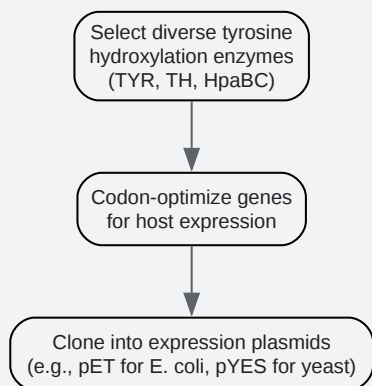 Select diverse tyrosine
hydroxylation enzymes
(TYR, TH, HpaBC)
Codon-optimize genes
for host expression
Clone into expression plasmids
(e.g., pET for E. coli, pYES for yeast)